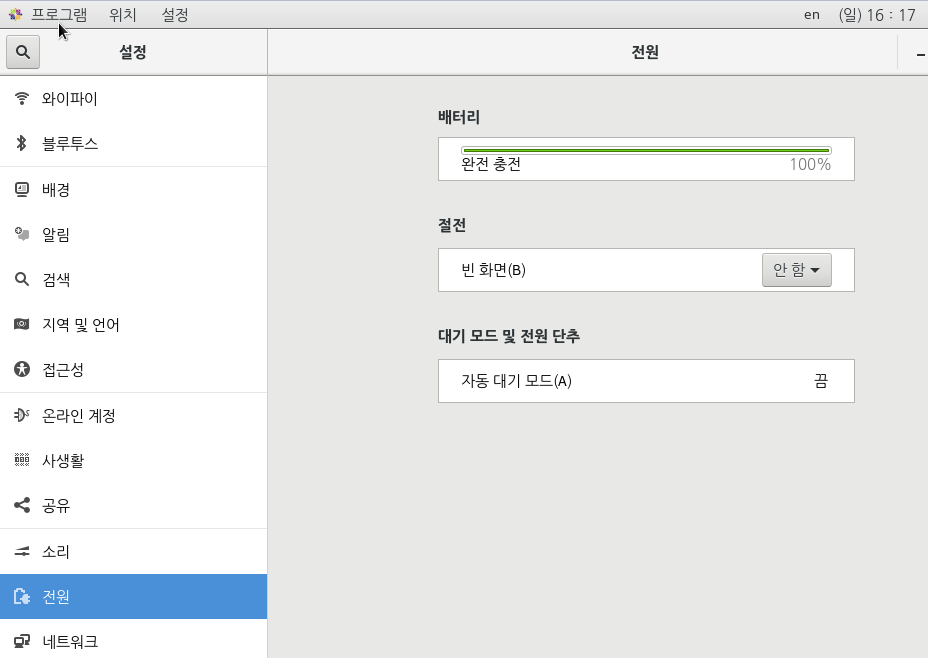 프로그램 위치 설정 en (일) 16 : 17
설정 전원
와이파이
블루투스
배경
알림
검색
지역 및 언어
접근성
온라인 계정
사생활
공유
소리
전원
네트워크
배터리
완전 충전 100%
절전
빈 화면(B) 안 함
대기 모드 및 전원 단추
자동 대기 모드(A) 끔